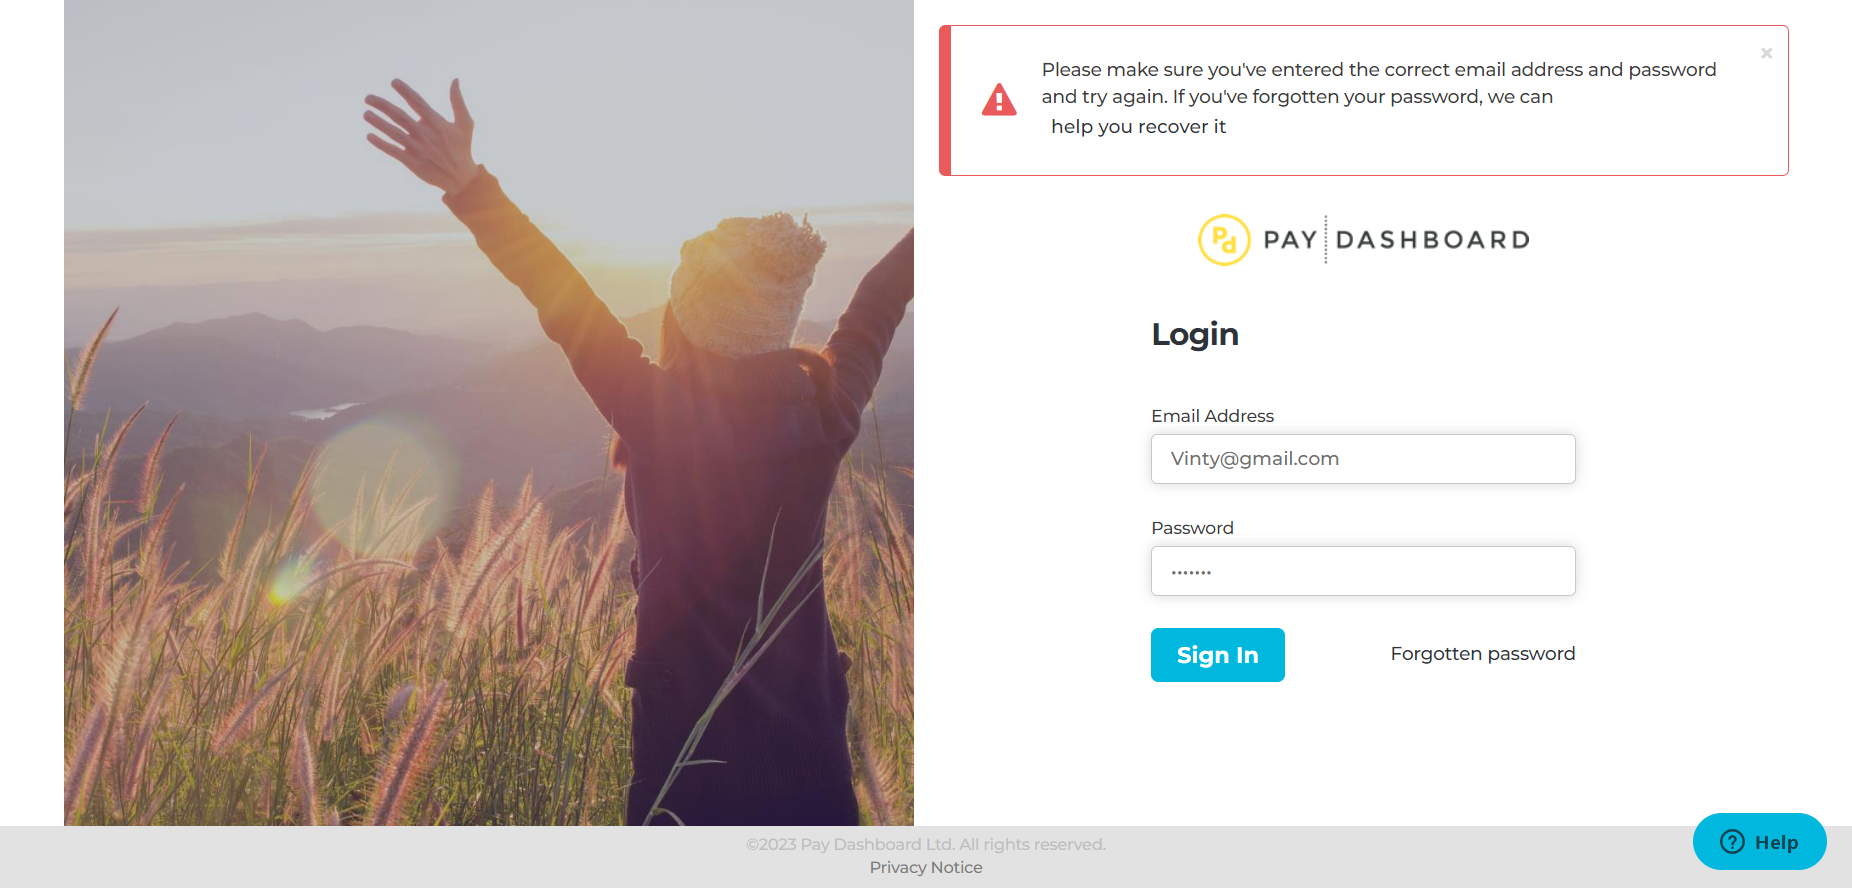 Please make sure you've entered the correct email address and password
and try again. If you've forgotten your password, we can
help you recover it
×
Pd PAY DASHBOARD
Login
Email Address
Vinty@gmail.com
Password
•••••••
Sign In
Forgotten password
©2023 Pay Dashboard Ltd. All rights reserved.
Privacy Notice
Help